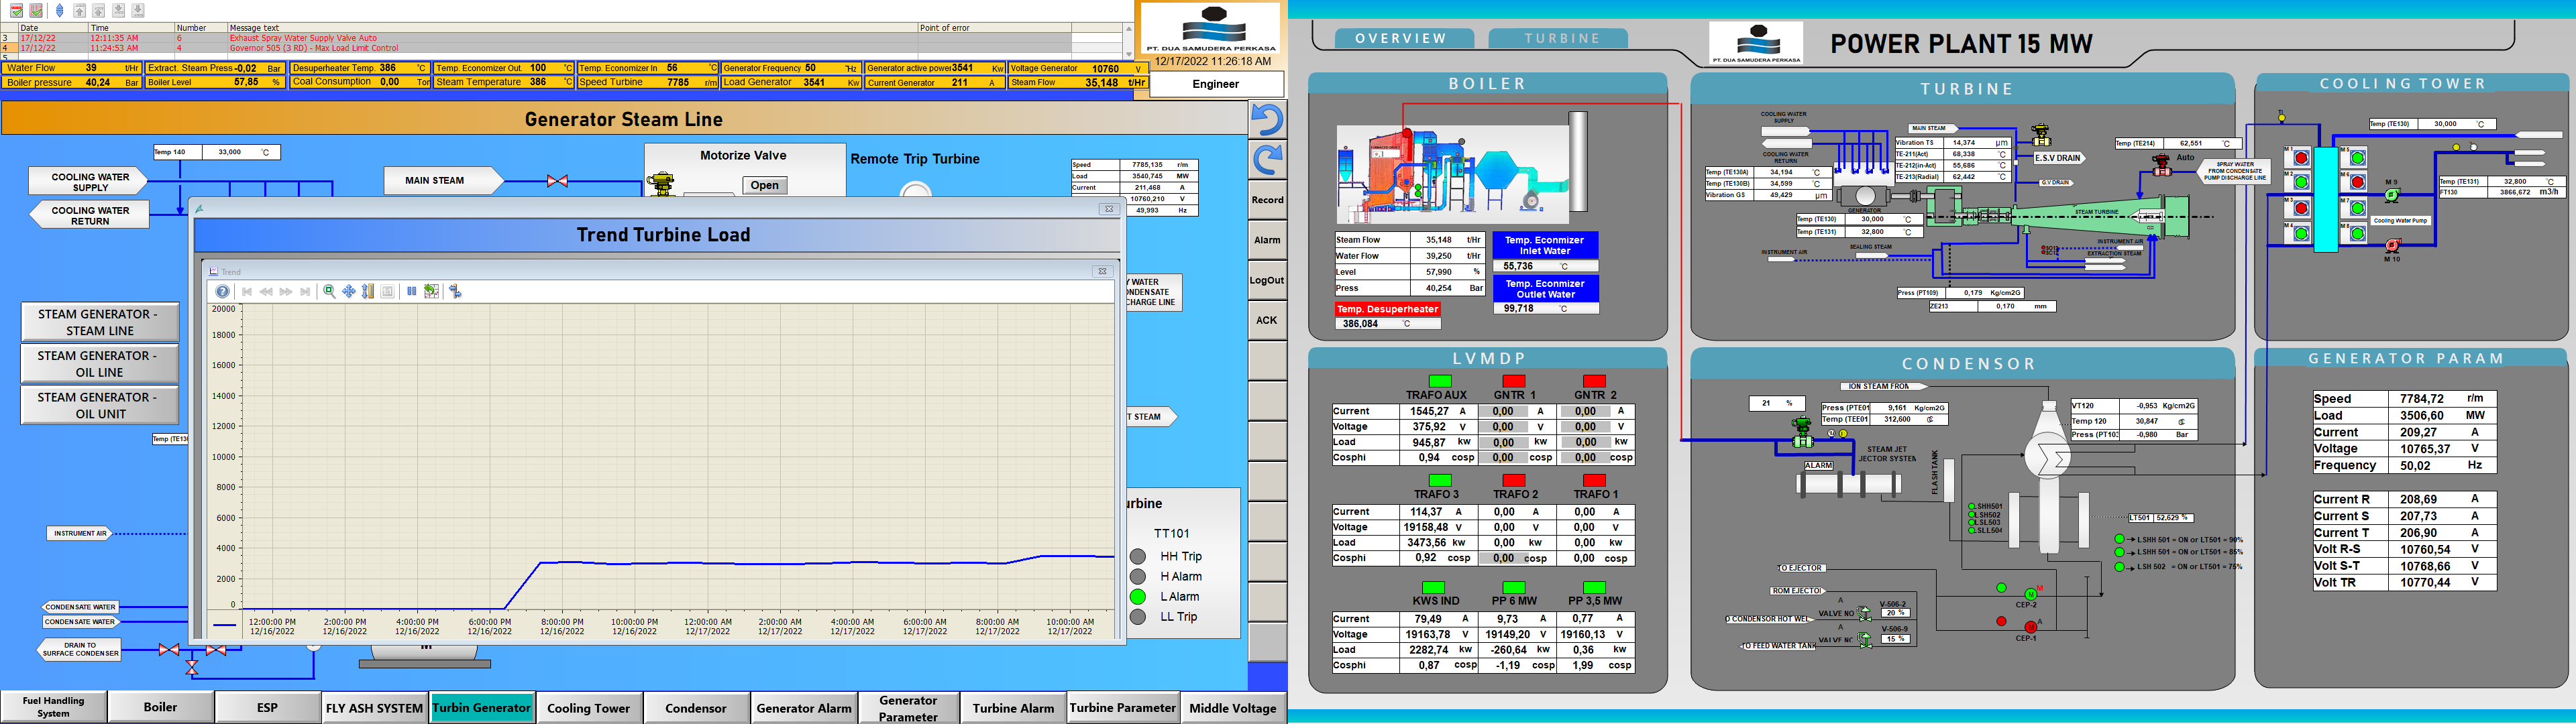 Date Time Number Message text Point of error
3 17/12/22 12:11:35 AM 6 Exhaust Spray Water Supply Valve Auto
4 17/12/22 11:24:53 AM 4 Governor 505 (3 RD) - Max Load Limit Control
5
PT. DUA SAMUDERA PERKASA
12/17/2022 11:26:18 AM
Engineer
Water Flow 39 t/Hr Extract. Steam Press -0,02 Bar Desuperheater Temp. 386 °C Temp. Economizer Out. 100 °C Temp. Economizer In 56 °C Generator Frequency 50 Hz Generator active power 3541 Kw Voltage Generator 10760 V
Boiler pressure 40,24 Bar Boiler Level 57,85 % Coal Consumption 0,00 Ton Steam Temperature 386 °C Speed Turbine 7785 r/m Load Generator 3541 Kw Current Generator 211 A Steam Flow 35,148 t/Hr
Generator Steam Line
Temp 140 33,000 °C
COOLING WATER SUPPLY
COOLING WATER RETURN
MAIN STEAM
Motorize Valve
Open
Remote Trip Turbine
Speed 7785,135 r/m
Load 3540,745 MW
Current 211,468 A
10760,210 V
49,993 Hz
Record
Alarm
LogOut
ACK
Trend Turbine Load
Trend
20000
18000
16000
14000
12000
10000
8000
6000
4000
2000
0
12:00:00 PM 2:00:00 PM 4:00:00 PM 6:00:00 PM 8:00:00 PM 10:00:00 PM 12:00:00 AM 2:00:00 AM 4:00:00 AM 6:00:00 AM 8:00:00 AM 10:00:00 AM
12/16/2022 12/16/2022 12/16/2022 12/16/2022 12/16/2022 12/16/2022 12/17/2022 12/17/2022 12/17/2022 12/17/2022 12/17/2022 12/17/2022
STEAM GENERATOR -
STEAM LINE
STEAM GENERATOR -
OIL LINE
STEAM GENERATOR -
OIL UNIT
Y WATER
ONDENSATE
CHARGE LINE
T STEAM
Temp (TE13
INSTRUMENT AIR
CONDENSATE WATER
CONDENSATE WATER
DRAIN TO
SURFACE CONDENSER
M
urbine
TT101
HH Trip
H Alarm
L Alarm
LL Trip
Fuel Handling System Boiler ESP FLY ASH SYSTEM Turbin Generator Cooling Tower Condensor Generator Alarm Generator Parameter Turbine Alarm Turbine Parameter Middle Voltage
OVERVIEW TURBINE
PT. DUA SAMUDERA PERKASA
POWER PLANT 15 MW
BOILER
Steam Flow 35,148 t/Hr
Water Flow 39,250 t/Hr
Level 57,990 %
Press 40,254 Bar
Temp. Econmizer
Inlet Water
55,736 °C
Temp. Econmizer
Outlet Water
99,718 °C
Temp. Desuperheater
386,084 °C
TURBINE
COOLING WATER
SUPPLY
COOLING WATER
RETURN
MAIN STEAM
Vibration TS 14,374 µm
TE-211(Act) 68,338 °C
TE-212(in-Act) 55,686 °C
TE-213(Radial) 62,442 °C
E.S.V DRAIN
G.V DRAIN
Temp (TE214) 62,551 °C
Auto
SPRAY WATER
FROM CONDENSATE
PUMP DISCHARGE LINE
Temp (TE130A) 34,194 °C
Temp (TE130B) 34,599 °C
Vibration GS 49,429 µm
GENERATOR
Temp (TE130) 30,000 °C
Temp (TE131) 32,800 °C
STEAM TURBINE
INSTRUMENT AIR
SEALING STEAM
INSTRUMENT AIR
EXTRACTION STEAM
Press (PT109) 0,179 Kg/cm2G
ZE213 0,170 mm
COOLING TOWER
Temp (TE130) 30,000 °C
M 1 M 5
M 2 M 6
M 3 M 7
M 4 M 8
M 9
Cooling Water Pump
M 10
Temp (TE131) 32,800 °C
FT130 3866,672 m3/h
LVMDP
TRAFO AUX GNTR 1 GNTR 2
Current 1545,27 A 0,00 A 0,00 A
Voltage 375,92 V 0,00 V 0,00 V
Load 945,87 kw 0,00 kw 0,00 kw
Cosphi 0,94 cosp 0,00 cosp 0,00 cosp
TRAFO 3 TRAFO 2 TRAFO 1
Current 114,37 A 0,00 A 0,00 A
Voltage 19158,48 V 0,00 V 0,00 V
Load 3473,56 kw 0,00 kw 0,00 kw
Cosphi 0,92 cosp 0,00 cosp 0,00 cosp
KWS IND PP 6 MW PP 3,5 MW
Current 79,49 A 9,73 A 0,77 A
Voltage 19163,78 V 19149,20 V 19160,13 V
Load 2282,74 kw -260,64 kw 0,36 kw
Cosphi 0,87 cosp -1,19 cosp 1,99 cosp
CONDENSOR
ION STEAM FROM
21 %
Press (PTE01 9,161 Kg/cm2G
Temp (TEE01 312,600 °C
VT120 -0,953 Kg/cm2G
Temp 120 30,847 °C
Press (PT103 -0,980 Bar
STEAM JET
JECTOR SYSTEM
ALARM
FLASH TANK
LSHH501
LSH502
LSL503
SLL504
LT501 52,629 %
LSHH 501 = ON or LT501 = 90%
LSHH 501 = ON or LT501 = 85%
LSH 502 = ON or LT501 = 75%
TO EJECTOR
ROM EJECTOR
A V-506-2
VALVE NO 20 %
O CONDENSOR HOT WEL
A V-506-9
VALVE NC 15 %
TO FEED WATER TANK
M
CEP-2
M A
CEP-1
GENERATOR PARAM
Speed 7784,72 r/m
Load 3506,60 MW
Current 209,27 A
Voltage 10765,37 V
Frequency 50,02 Hz
Current R 208,69 A
Current S 207,73 A
Current T 206,90 A
Volt R-S 10760,54 V
Volt S-T 10768,66 V
Volt TR 10770,44 V